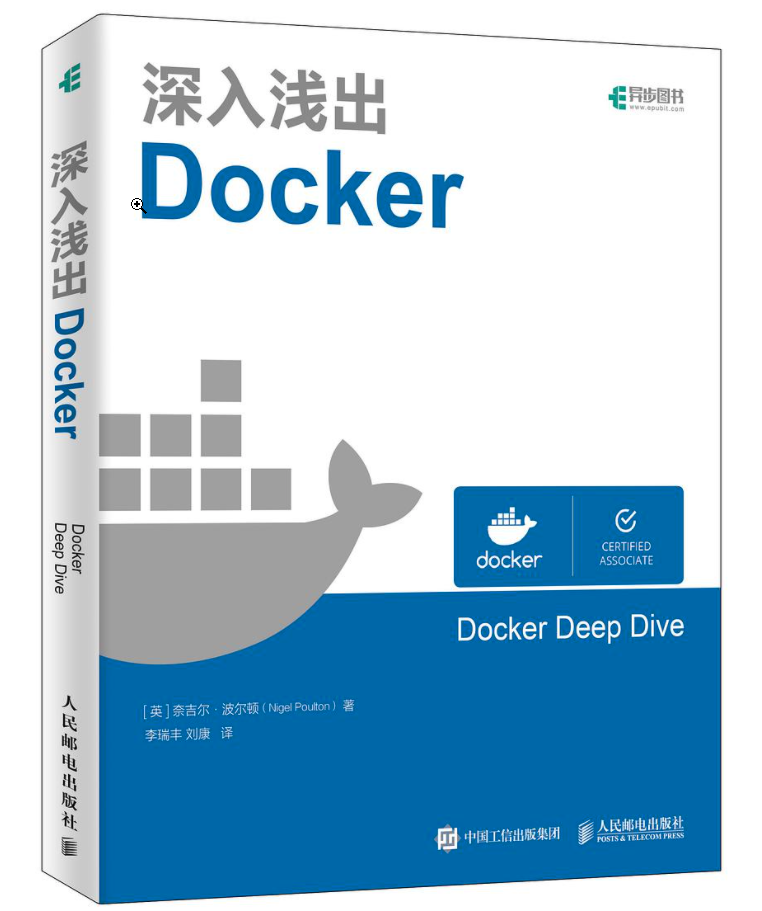 深入浅出
Docker
异步图书
www.epubit.com
docker
CERTIFIED
ASSOCIATE
Docker Deep Dive
[ 英 ] 奈吉尔 · 波尔顿 ( Nigel Poulton ) 著
李瑞丰 刘康 译
中国工信出版集团
人民邮电出版社
POSTS & TELECOM PRESS
深入浅出 Docker
Docker
Deep Dive
人民邮电出版社